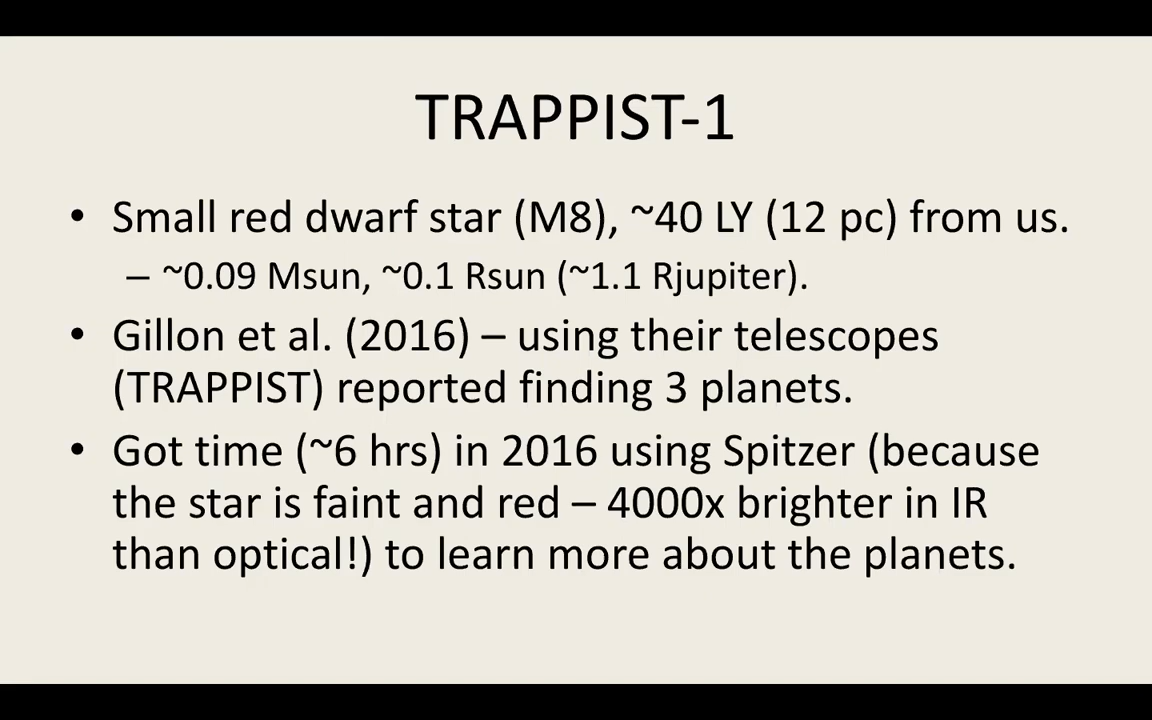 TRAPPIST-1
• Small red dwarf star (M8), ~40 LY (12 pc) from us.
– ~0.09 Msun, ~0.1 Rsun (~1.1 Rjupiter).
• Gillon et al. (2016) – using their telescopes
(TRAPPIST) reported finding 3 planets.
• Got time (~6 hrs) in 2016 using Spitzer (because
the star is faint and red – 4000x brighter in IR
than optical!) to learn more about the planets.